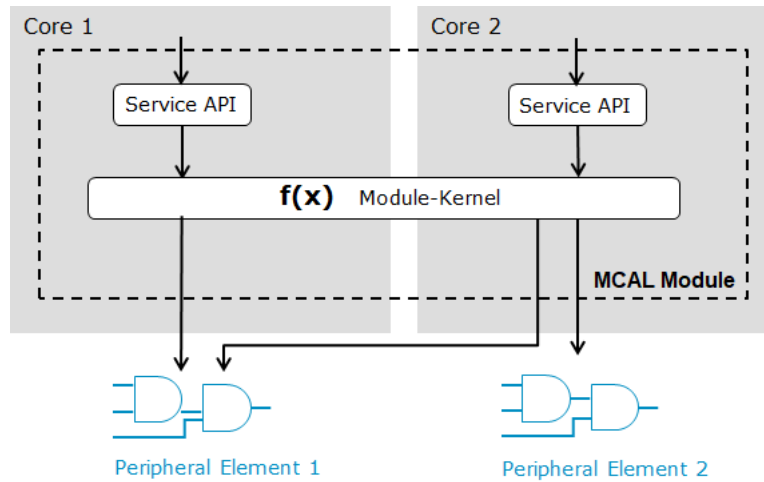 Core 1
Core 2
Service API
Service API
f(x) Module-Kernel
MCAL Module
Peripheral Element 1
Peripheral Element 2